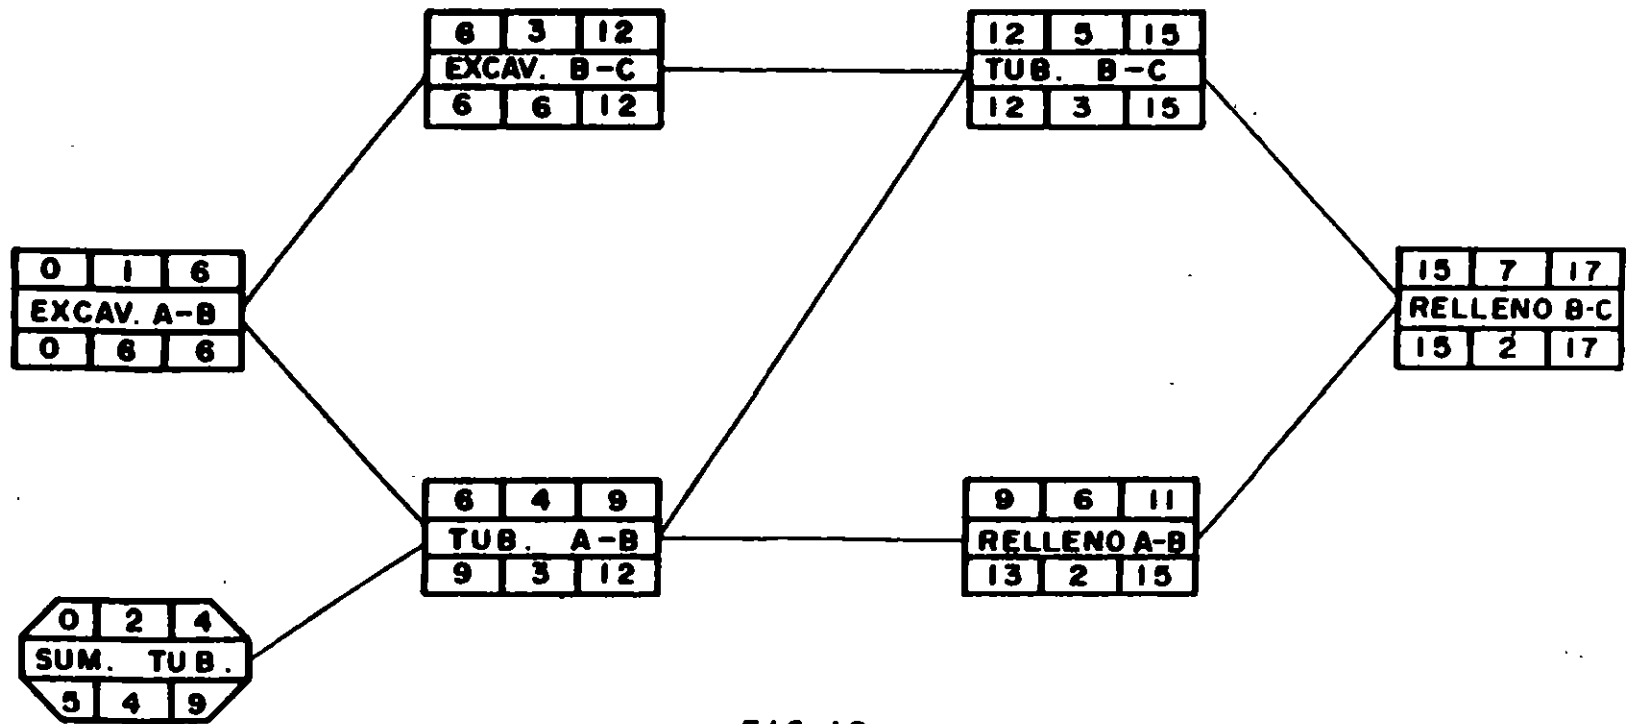 6 3 12
EXCAV. B-C
6 6 12
12 5 15
TUB. B-C
12 3 15
0 1 6
EXCAV. A-B
0 6 6
15 7 17
RELLENO B-C
15 2 17
6 4 9
TUB. A-B
9 3 12
9 6 11
RELLENO A-B
13 2 15
0 2 4
SUM. TUB.
5 4 9